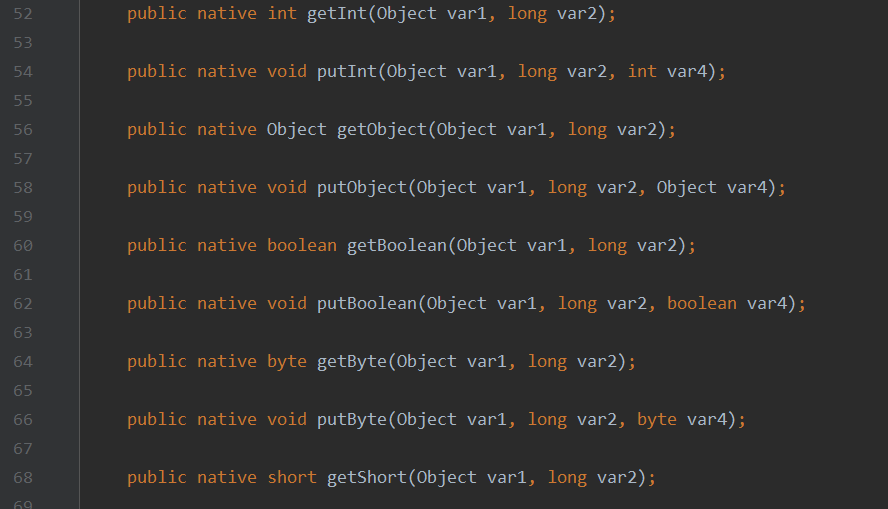 52 public native int getInt(Object var1, long var2);
53
54 public native void putInt(Object var1, long var2, int var4);
55
56 public native Object getObject(Object var1, long var2);
57
58 public native void putObject(Object var1, long var2, Object var4);
59
60 public native boolean getBoolean(Object var1, long var2);
61
62 public native void putBoolean(Object var1, long var2, boolean var4);
63
64 public native byte getByte(Object var1, long var2);
65
66 public native void putByte(Object var1, long var2, byte var4);
67
68 public native short getShort(Object var1, long var2);
69